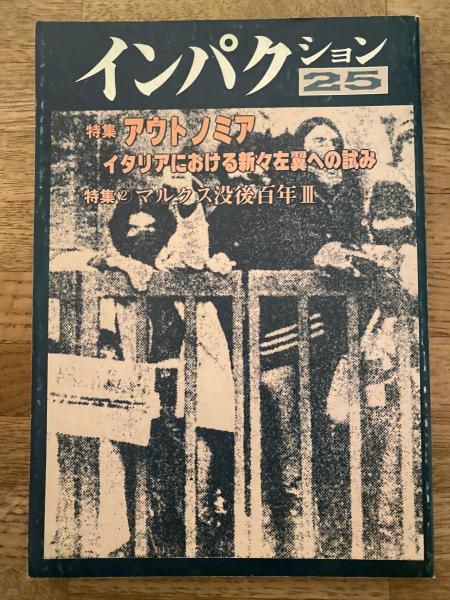 インパクション
25
特集 アウトノミア
イタリアにおける新々左翼への試み
特集② マルクス没後百年Ⅲ